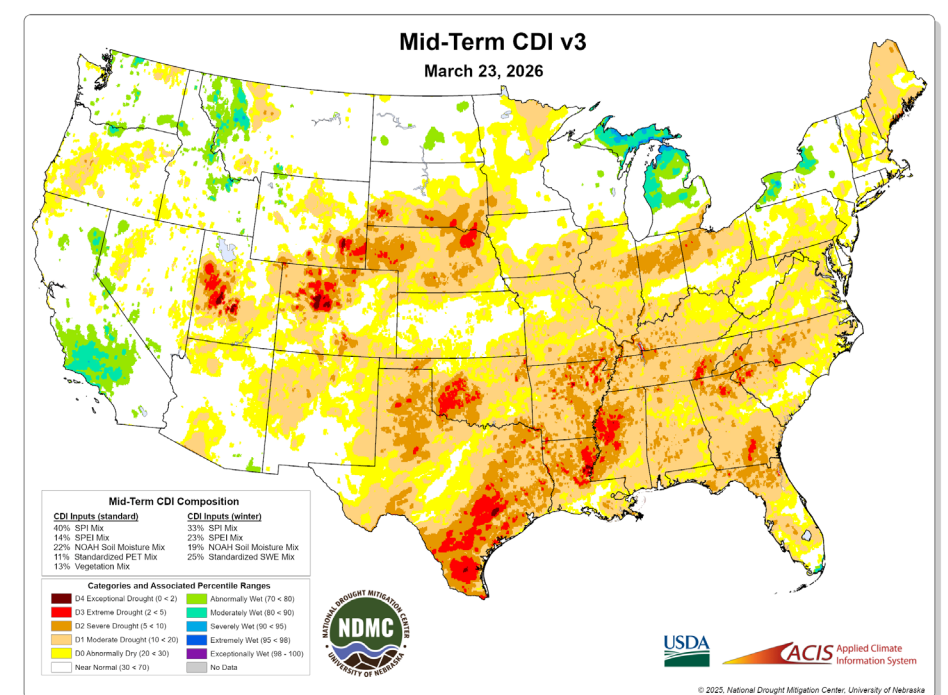 Mid-Term CDI v3
March 23, 2026
Mid-Term CDI Composition
CDI Inputs (standard)
40% SPI Mix
14% SPEI Mix
22% NOAH Soil Moisture Mix
11% Standardized PET Mix
13% Vegetation Mix
CDI Inputs (winter)
33% SPI Mix
23% SPEI Mix
19% NOAH Soil Moisture Mix
25% Standardized SWE Mix
Categories and Associated Percentile Ranges
D4 Exceptional Drought (0 < 2)
D3 Extreme Drought (2 < 5)
D2 Severe Drought (5 < 10)
D1 Moderate Drought (10 < 20)
D0 Abnormally Dry (20 < 30)
Near Normal (30 < 70)
Abnormally Wet (70 < 80)
Moderately Wet (80 < 90)
Severely Wet (90 < 95)
Extremely Wet (95 < 98)
Exceptionally Wet (98 - 100)
No Data
NATIONAL DROUGHT MITIGATION CENTER
NDMC
UNIVERSITY OF NEBRASKA
USDA
ACIS Applied Climate
Information System
© 2025, National Drought Mitigation Center, University of Nebraska